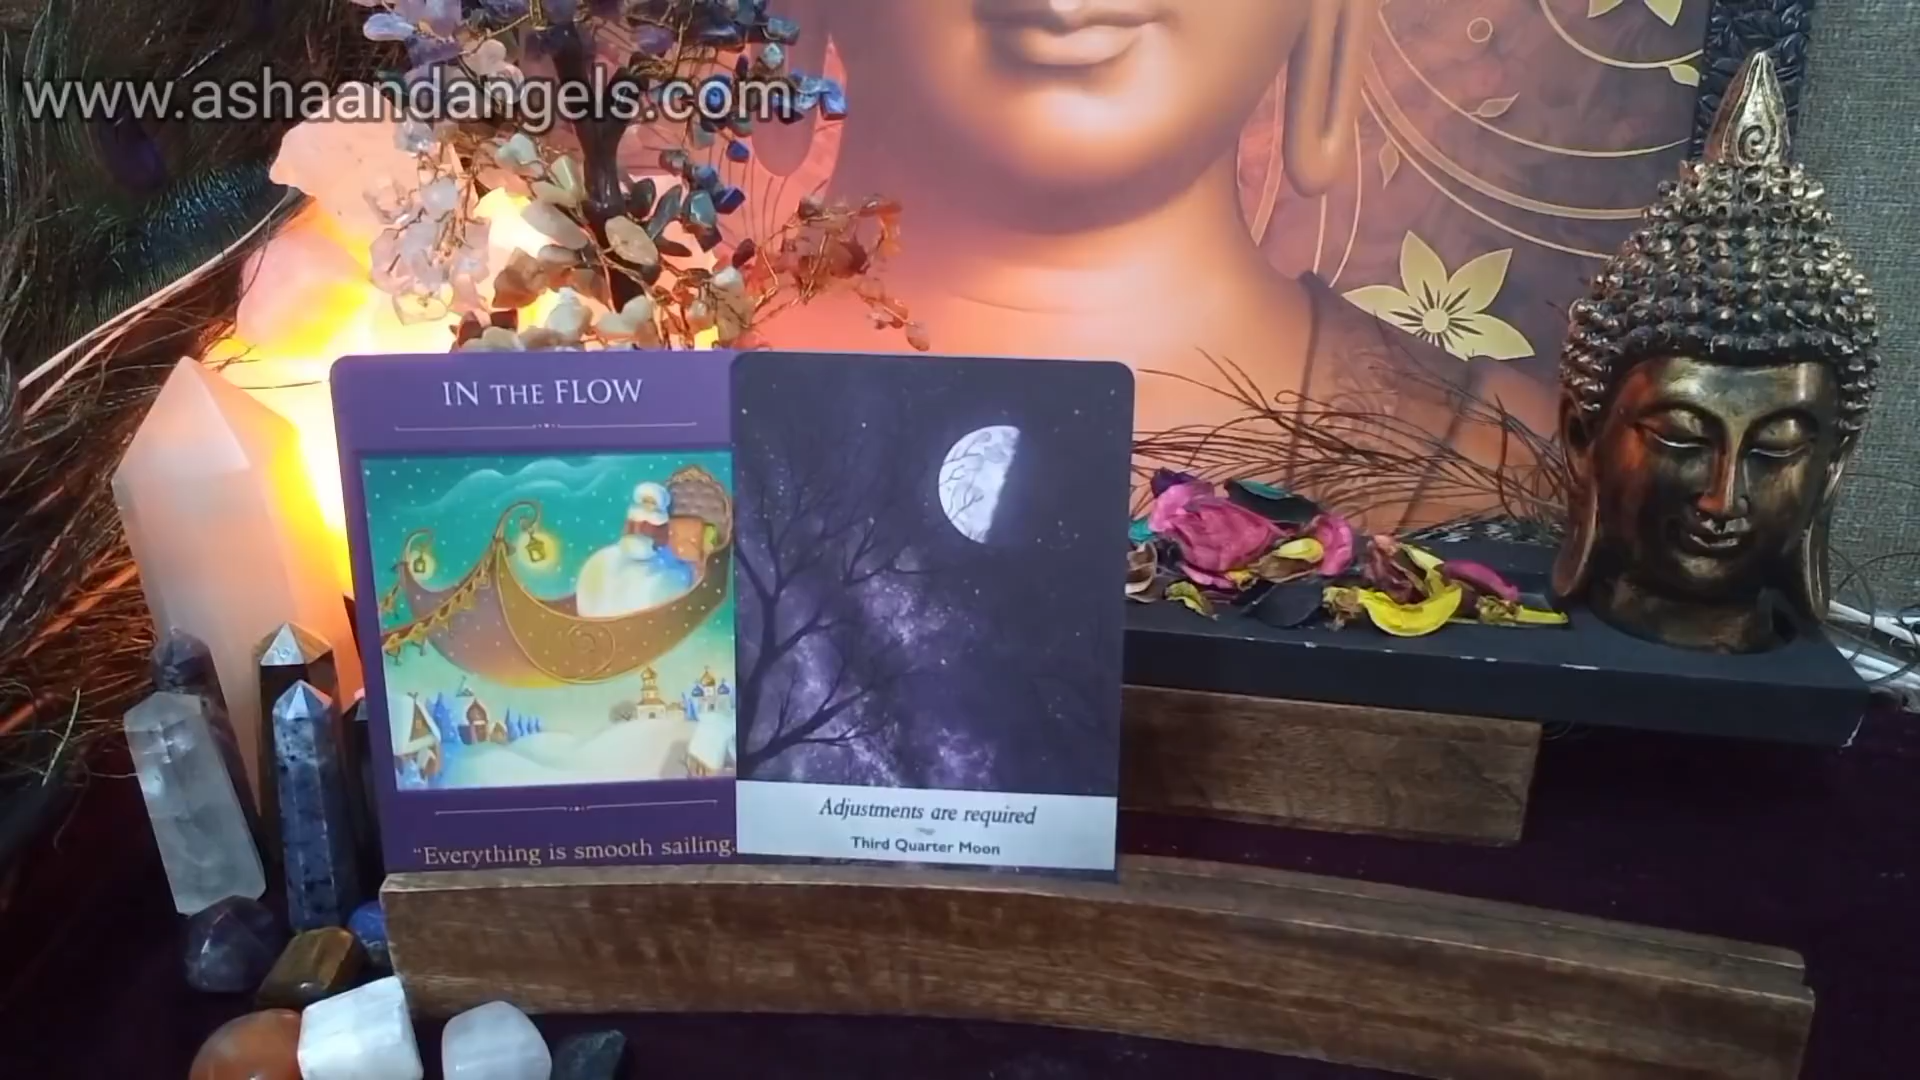 www.ashaandangels.com
IN THE FLOW
"Everything is smooth sailing.
Adjustments are required
Third Quarter Moon